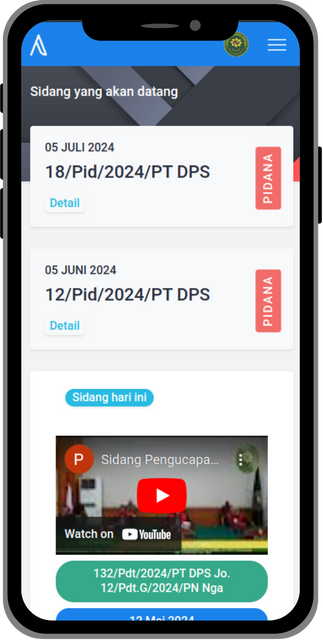 Sidang yang akan datang
05 JULI 2024
18/Pid/2024/PT DPS
PIDANA
Detail
05 JUNI 2024
12/Pid/2024/PT DPS
PIDANA
Detail
Sidang hari ini
P
Sidang Pengucapa...
Watch on YouTube
132/Pdt/2024/PT DPS Jo.
12/Pdt.G/2024/PN Nga
12 Mei 2024